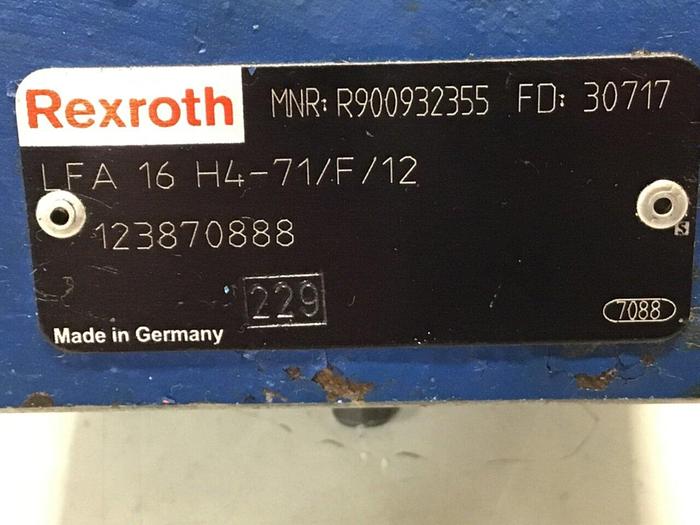 Rexroth MNR: R900932355 FD: 30717
LFA 16 H4-71/F/12
123870888
S
229
7088
Made in Germany